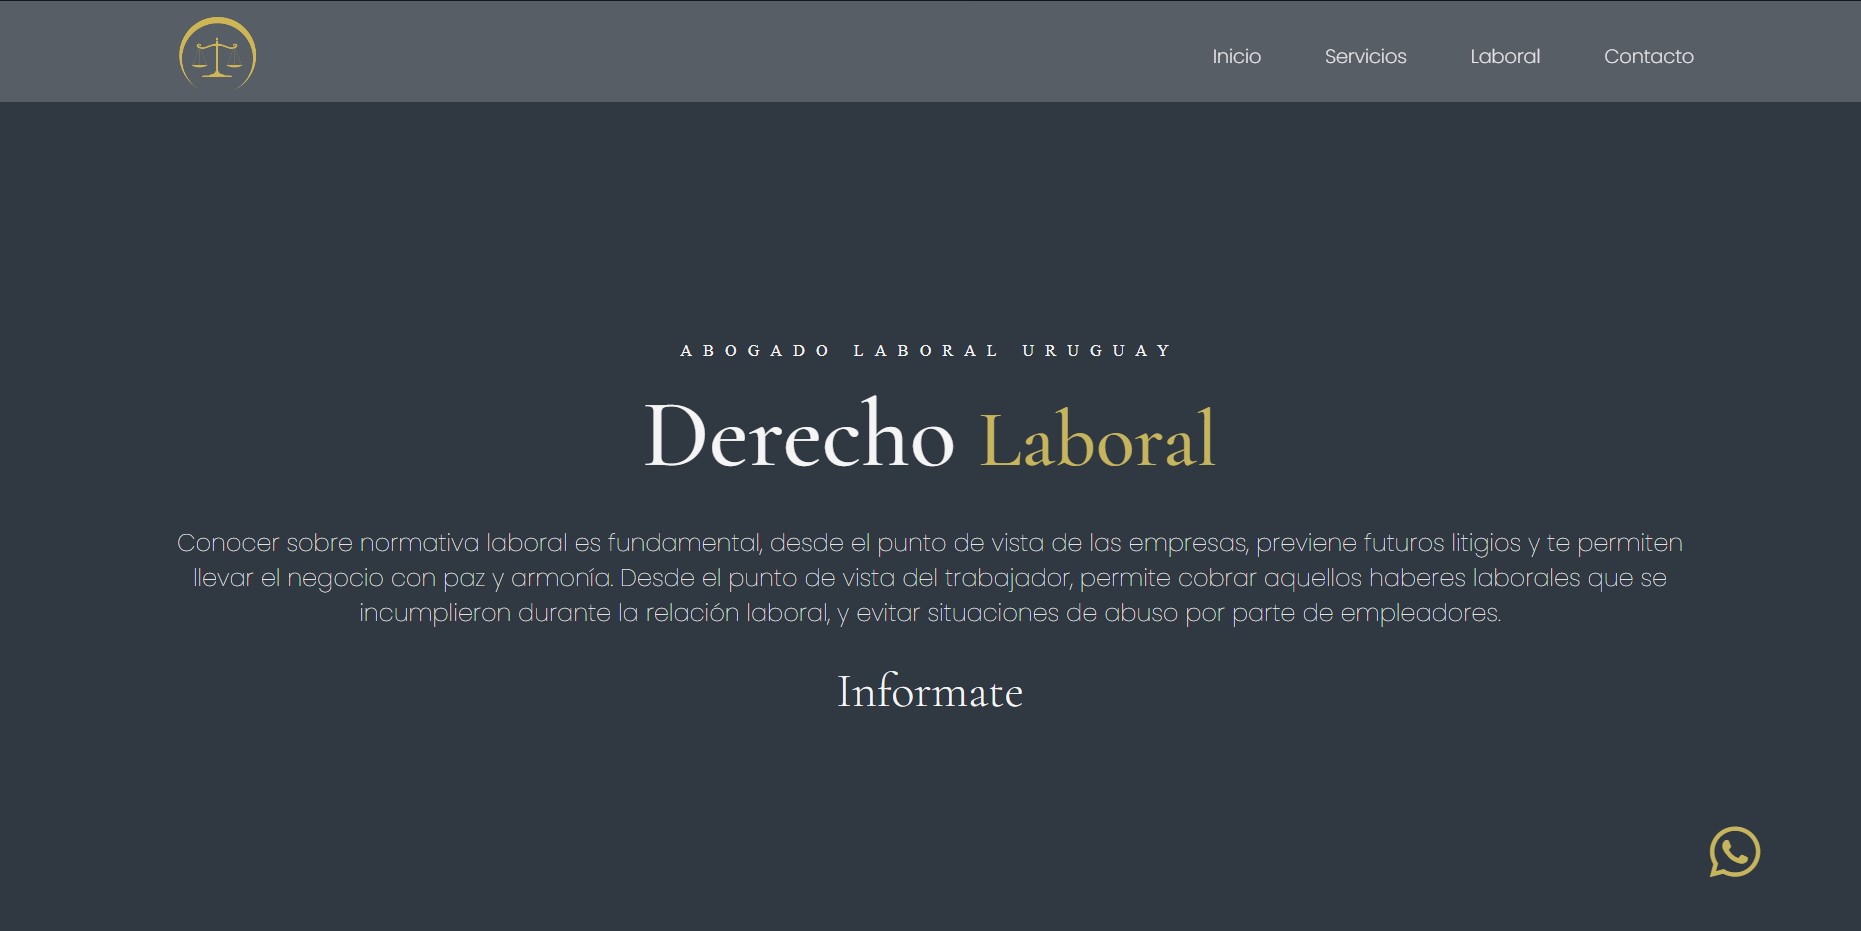 Inicio Servicios Laboral Contacto
ABOGADO LABORAL URUGUAY
Derecho Laboral
Conocer sobre normativa laboral es fundamental, desde el punto de vista de las empresas, previene futuros litigios y te permiten
llevar el negocio con paz y armonía. Desde el punto de vista del trabajador, permite cobrar aquellos haberes laborales que se
incumplieron durante la relación laboral, y evitar situaciones de abuso por parte de empleadores.
Informate